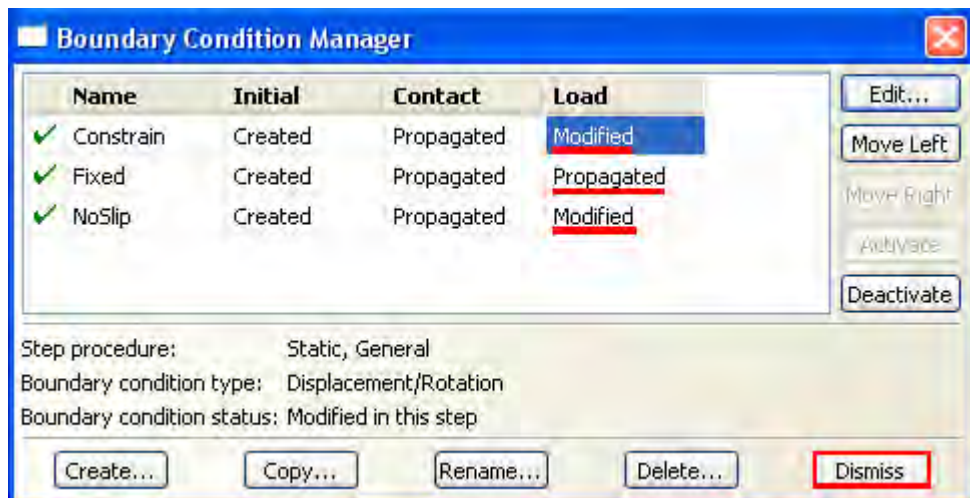 Boundary Condition Manager
Name Initial Contact Load
Constrain Created Propagated Modified
Fixed Created Propagated Propagated
NoSlip Created Propagated Modified
Edit...
Move Left
Move Right
Activate
Deactivate
Step procedure: Static, General
Boundary condition type: Displacement/Rotation
Boundary condition status: Modified in this step
Create... Copy... Rename... Delete... Dismiss